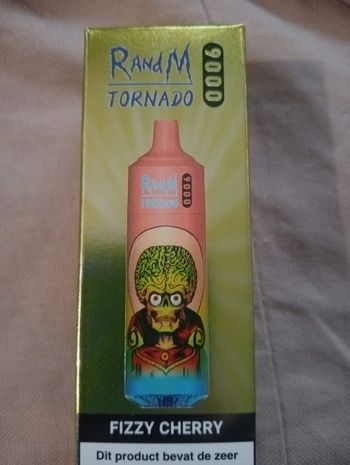 RandM
TORNADO
9000
RandM
TORNADO
9000
FIZZY CHERRY
Dit product bevat de zeer